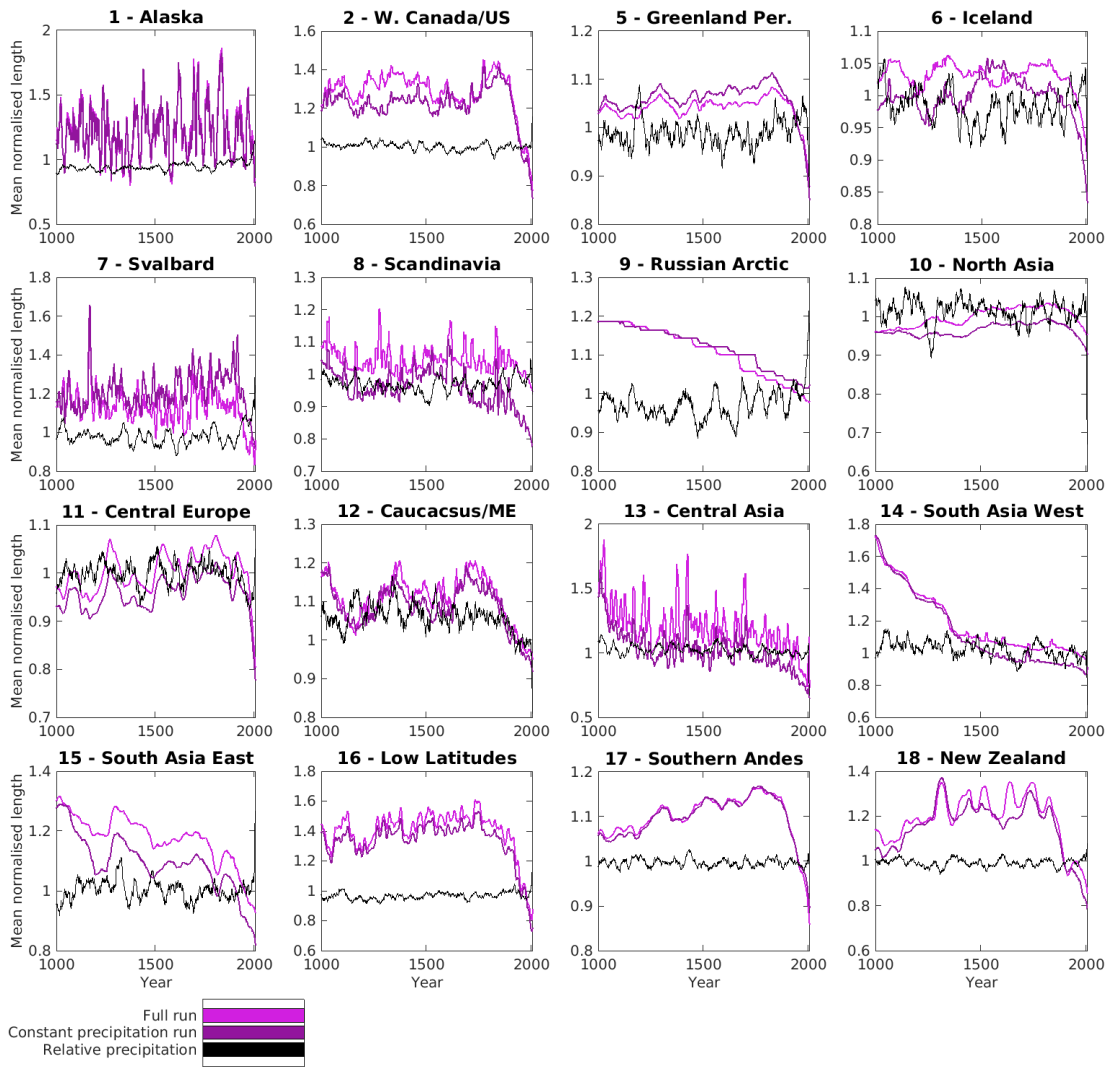 1 - Alaska
2 - W. Canada/US
5 - Greenland Per.
6 - Iceland
Mean normalised length
2
1.5
1
0.5
1000 1500 2000
1.6
1.4
1.2
1
0.8
0.6
1000 1500 2000
1.2
1.1
1
0.9
0.8
1000 1500 2000
1.1
1.05
1
0.95
0.9
0.85
0.8
1000 1500 2000
7 - Svalbard
8 - Scandinavia
9 - Russian Arctic
10 - North Asia
Mean normalised length
1.8
1.6
1.4
1.2
1
0.8
1000 1500 2000
1.3
1.2
1.1
1
0.9
0.8
0.7
1000 1500 2000
1.3
1.2
1.1
1
0.9
0.8
1000 1500 2000
1.1
1
0.9
0.8
0.7
0.6
1000 1500 2000
11 - Central Europe
12 - Caucacsus/ME
13 - Central Asia
14 - South Asia West
Mean normalised length
1.1
1
0.9
0.8
0.7
1000 1500 2000
1.3
1.2
1.1
1
0.9
0.8
1000 1500 2000
2
1.5
1
0.5
1000 1500 2000
1.8
1.6
1.4
1.2
1
0.8
0.6
1000 1500 2000
15 - South Asia East
16 - Low Latitudes
17 - Southern Andes
18 - New Zealand
Mean normalised length
1.4
1.2
1
0.8
1000 1500 2000
Year
1.8
1.6
1.4
1.2
1
0.8
0.6
1000 1500 2000
Year
1.2
1.1
1
0.9
0.8
1000 1500 2000
Year
1.4
1.2
1
0.8
0.6
1000 1500 2000
Year
Full run
Constant precipitation run
Relative precipitation